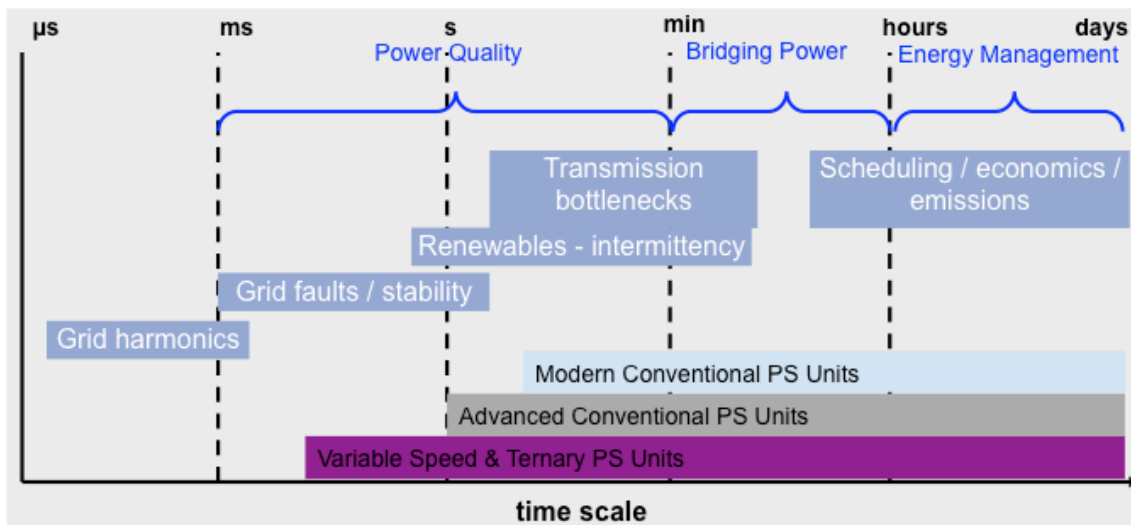 µs ms s min hours days
Power Quality Bridging Power Energy Management
Transmission
bottlenecks
Scheduling / economics /
emissions
Renewables - intermittency
Grid faults / stability
Grid harmonics
Modern Conventional PS Units
Advanced Conventional PS Units
Variable Speed & Ternary PS Units
time scale